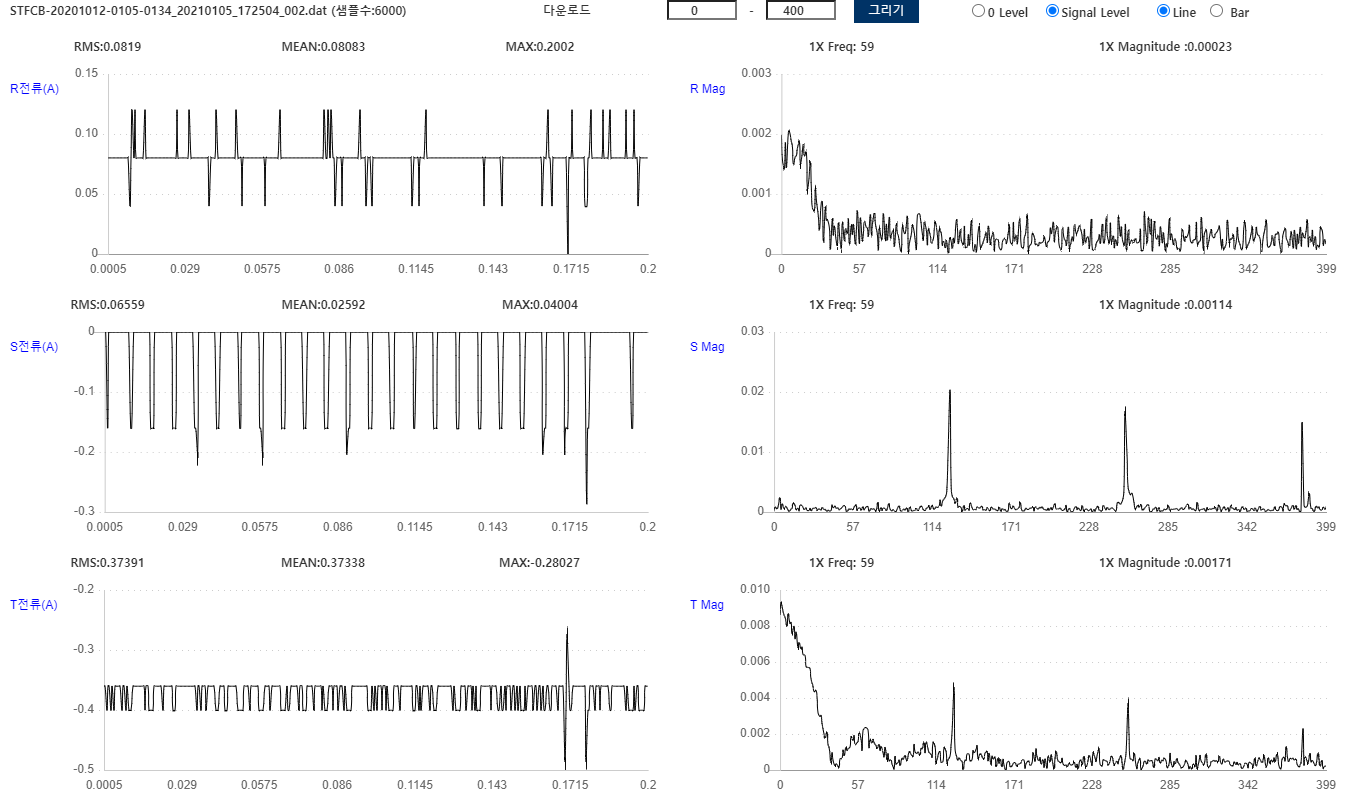 STFCB-20201012-0105-0134_20210105_172504_002.dat (샘플수:6000) 다운로드 0 - 400 그리기 0 Level Signal Level Line Bar
RMS:0.0819 MEAN:0.08083 MAX:0.2002 1X Freq: 59 1X Magnitude :0.00023
R전류(A)
0.15
0.10
0.05
0
0.0005 0.029 0.0575 0.086 0.1145 0.143 0.1715 0.2
R Mag
0.003
0.002
0.001
0
0 57 114 171 228 285 342 399
RMS:0.06559 MEAN:0.02592 MAX:0.04004 1X Freq: 59 1X Magnitude :0.00114
S전류(A)
0
-0.1
-0.2
-0.3
0.0005 0.029 0.0575 0.086 0.1145 0.143 0.1715 0.2
S Mag
0.03
0.02
0.01
0
0 57 114 171 228 285 342 399
RMS:0.37391 MEAN:0.37338 MAX:-0.28027 1X Freq: 59 1X Magnitude :0.00171
T전류(A)
-0.2
-0.3
-0.4
-0.5
0.0005 0.029 0.0575 0.086 0.1145 0.143 0.1715 0.2
T Mag
0.010
0.008
0.006
0.004
0.002
0
0 57 114 171 228 285 342 399